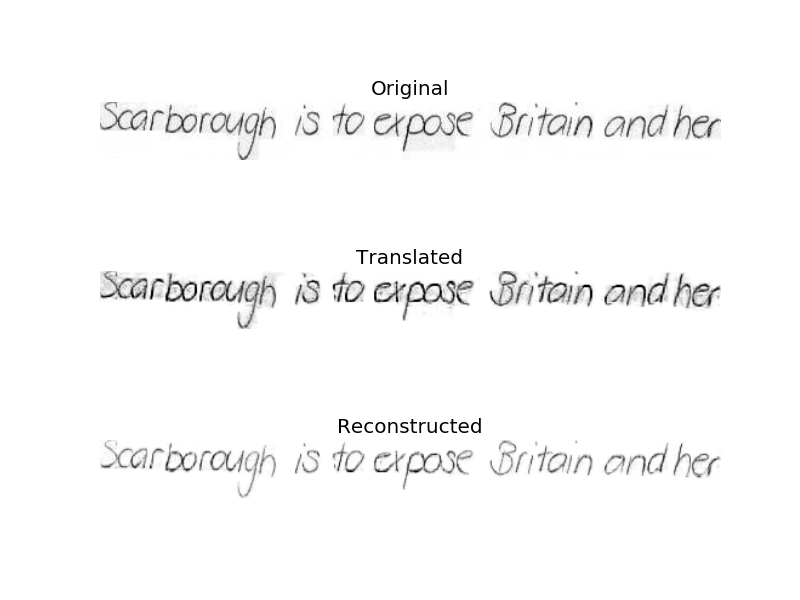 Original
Scarborough is to expose Britain and her
Translated
Scarborough is to expose Britain and her
Reconstructed
Scarborough is to expose Britain and her